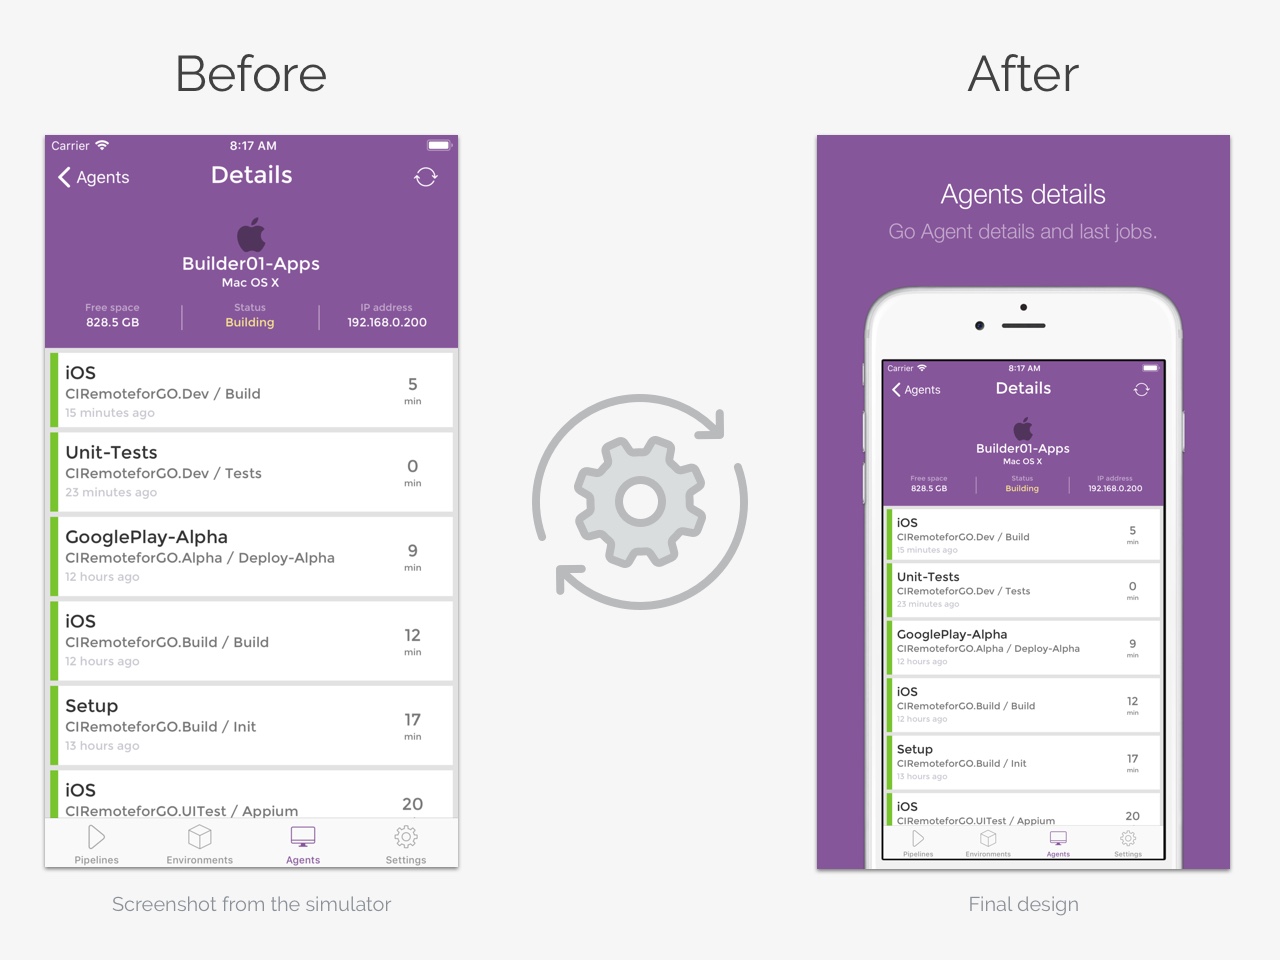 Before
After
Carrier
8:17 AM
Agents
Details
Builder01-Apps
Mac OS X
Free space
Status
IP address
828.5 GB
Building
192.168.0.200
iOS
CIRemoteforGO.Dev / Build
15 minutes ago
5
min
Unit-Tests
CIRemoteforGO.Dev / Tests
23 minutes ago
0
min
GooglePlay-Alpha
CIRemoteforGO.Alpha / Deploy-Alpha
12 hours ago
9
min
iOS
CIRemoteforGO.Build / Build
12 hours ago
12
min
Setup
CIRemoteforGO.Build / Init
13 hours ago
17
min
iOS
CIRemoteforGO.UITest / Appium
20
Pipelines
Environments
Agents
Settings
Screenshot from the simulator
Agents details
Go Agent details and last jobs.
Carrier
8:17 AM
Agents
Details
Builder01-Apps
Mac OS X
Free space
Status
IP address
828.5 GB
Building
192.168.0.200
iOS
CIRemoteforGO.Dev / Build
15 minutes ago
5
min
Unit-Tests
CIRemoteforGO.Dev / Tests
23 minutes ago
0
min
GooglePlay-Alpha
CIRemoteforGO.Alpha / Deploy-Alpha
12 hours ago
9
min
iOS
CIRemoteforGO.Build / Build
12 hours ago
12
min
Setup
CIRemoteforGO.Build / Init
13 hours ago
17
min
iOS
CIRemoteforGO.UITest / Appium
20
Pipelines
Environments
Agents
Settings
Final design